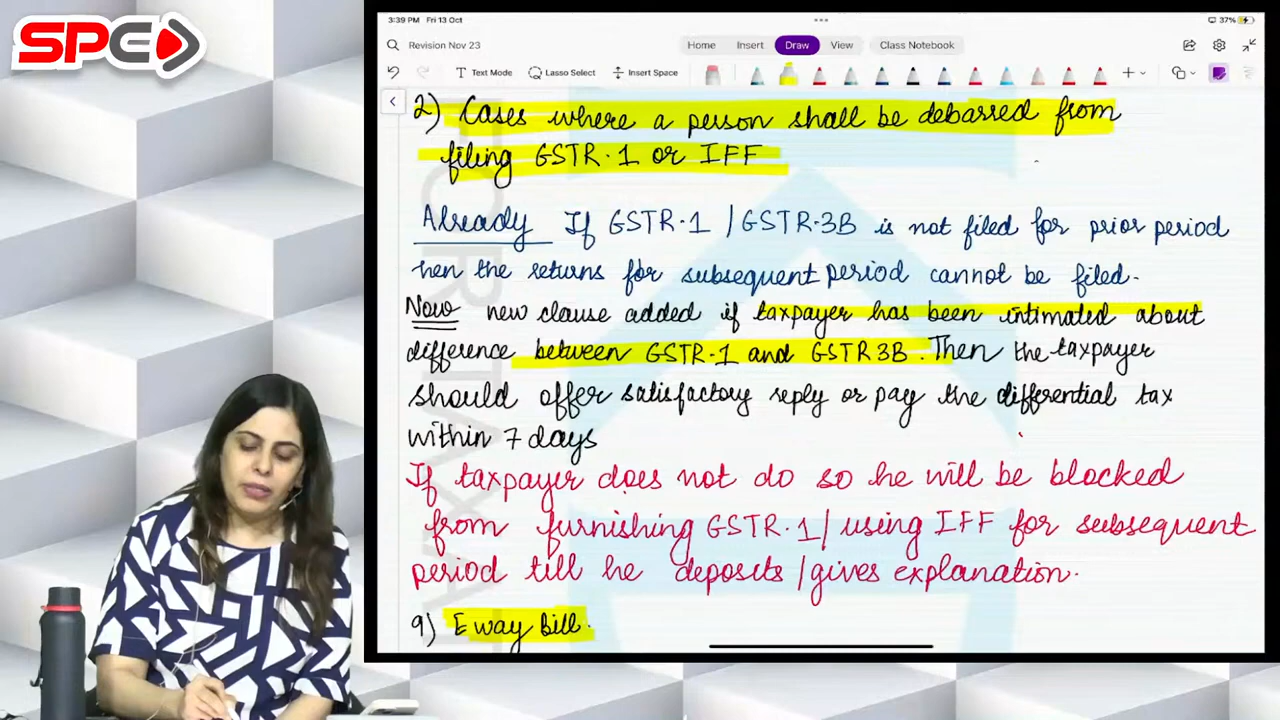 SPC
3:39 PM Fri 13 Oct
37%
Revision Nov 23
Home Insert Draw View Class Notebook
Text Mode Lasso Select Insert Space
2) Cases where a person shall be debarred from
filing GSTR-1 or IFF
Already If GSTR-1 / GSTR-3B is not filed for prior period
hen the returns for subsequent period cannot be filed.
Now new clause added if taxpayer has been intimated about
difference between GSTR-1 and GSTR 3B. Then the taxpayer
should offer satisfactory reply or pay the differential tax
within 7 days
If taxpayer does not do so he will be blocked
from furnishing GSTR-1 / using IFF for subsequent
period till he deposits / gives explanation.
9) E way Bill.